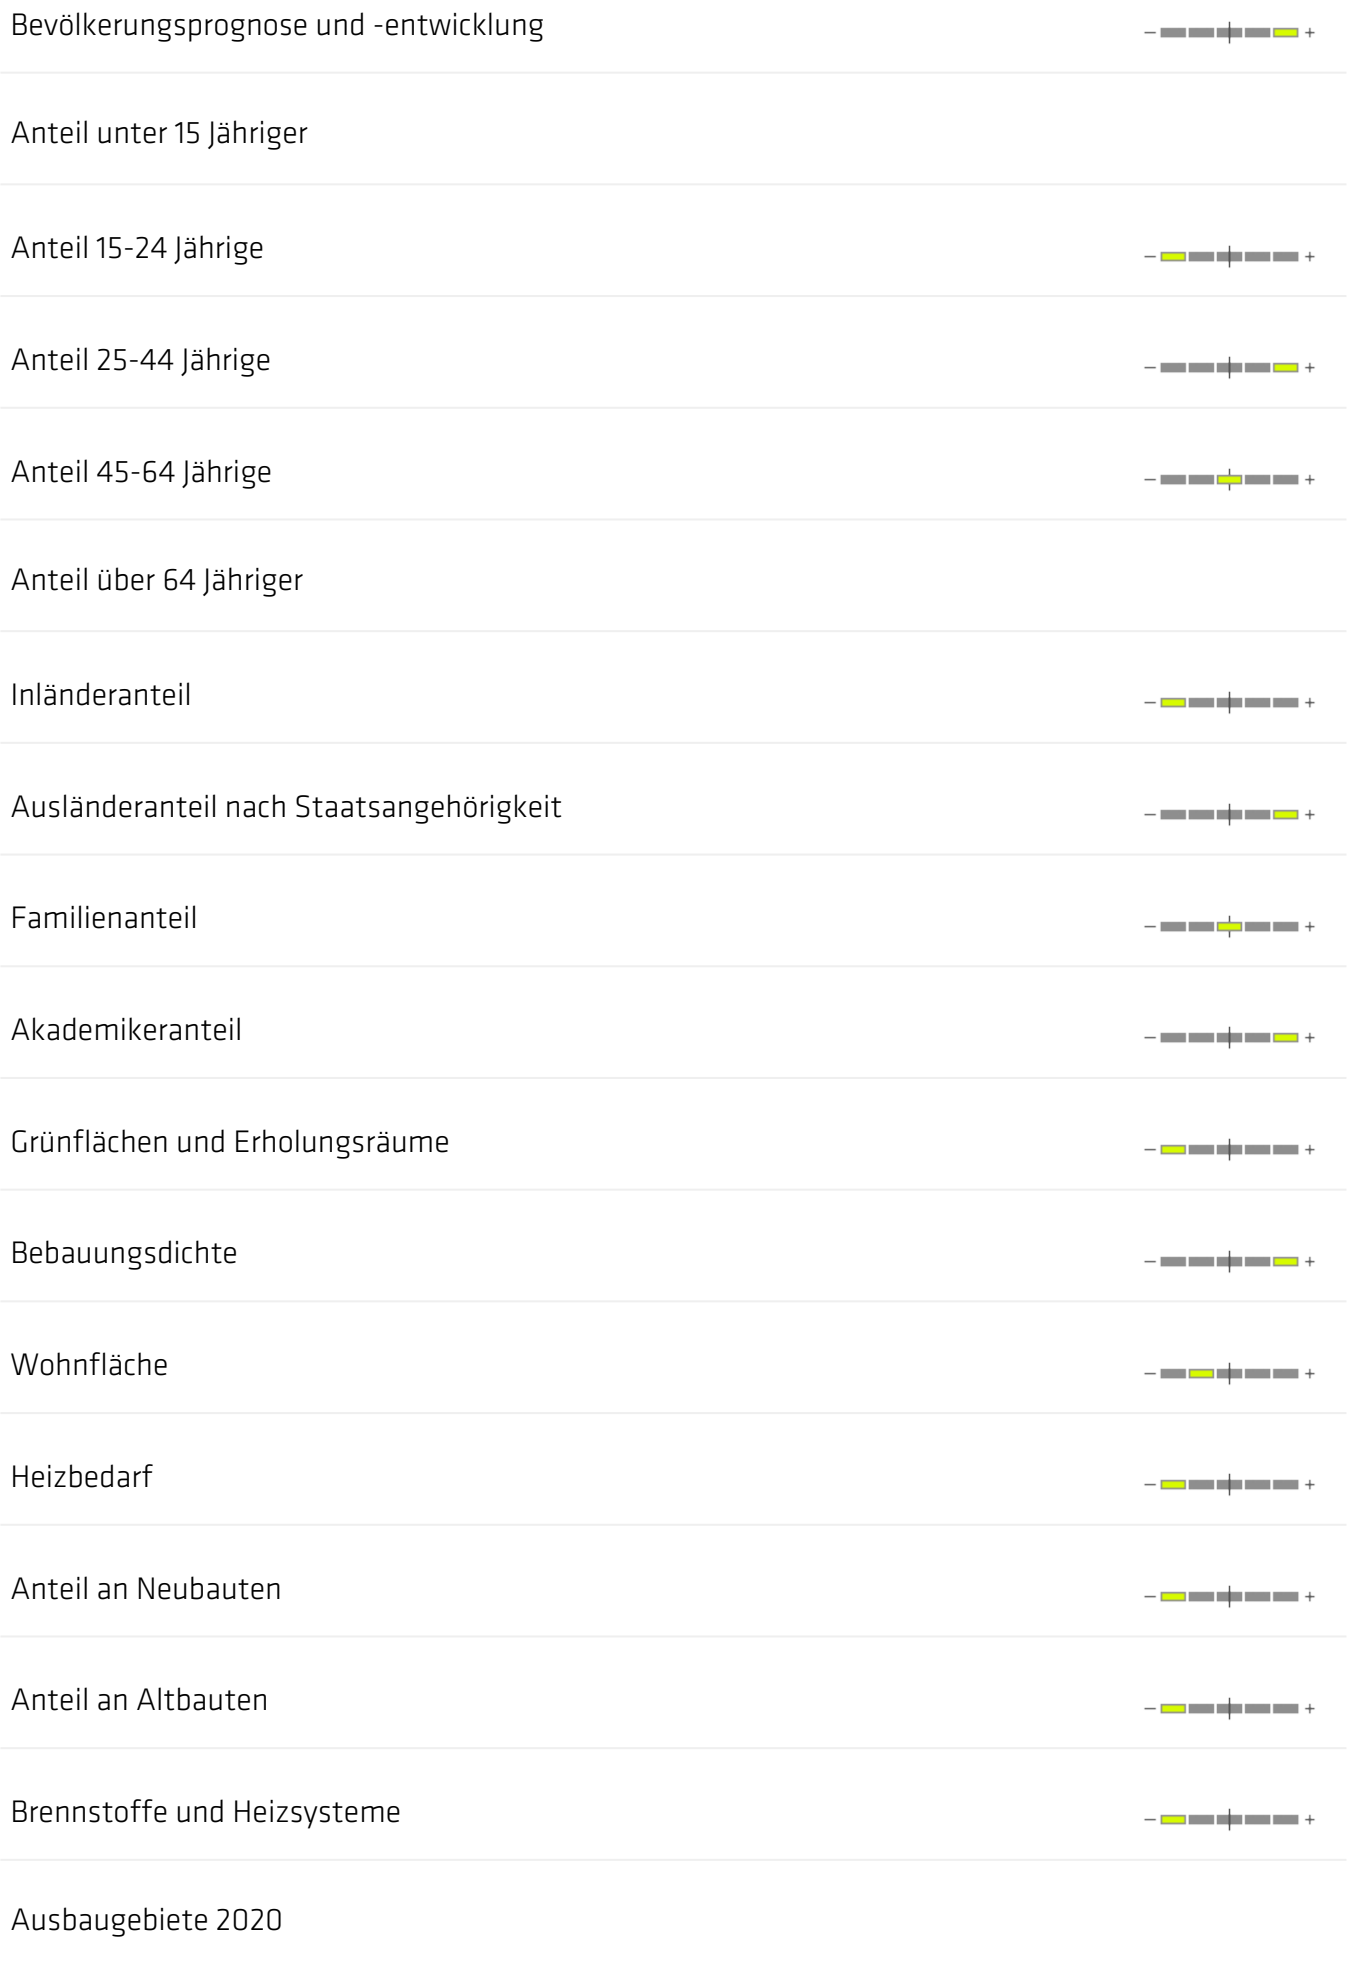 Bevölkerungsprognose und -entwicklung
– +
Anteil unter 15 Jähriger
Anteil 15-24 Jährige
– +
Anteil 25-44 Jährige
– +
Anteil 45-64 Jährige
– +
Anteil über 64 Jähriger
Inländeranteil
– +
Ausländeranteil nach Staatsangehörigkeit
– +
Familienanteil
– +
Akademikeranteil
– +
Grünflächen und Erholungsräume
– +
Bebauungsdichte
– +
Wohnfläche
– +
Heizbedarf
– +
Anteil an Neubauten
– +
Anteil an Altbauten
– +
Brennstoffe und Heizsysteme
– +
Ausbaugebiete 2020